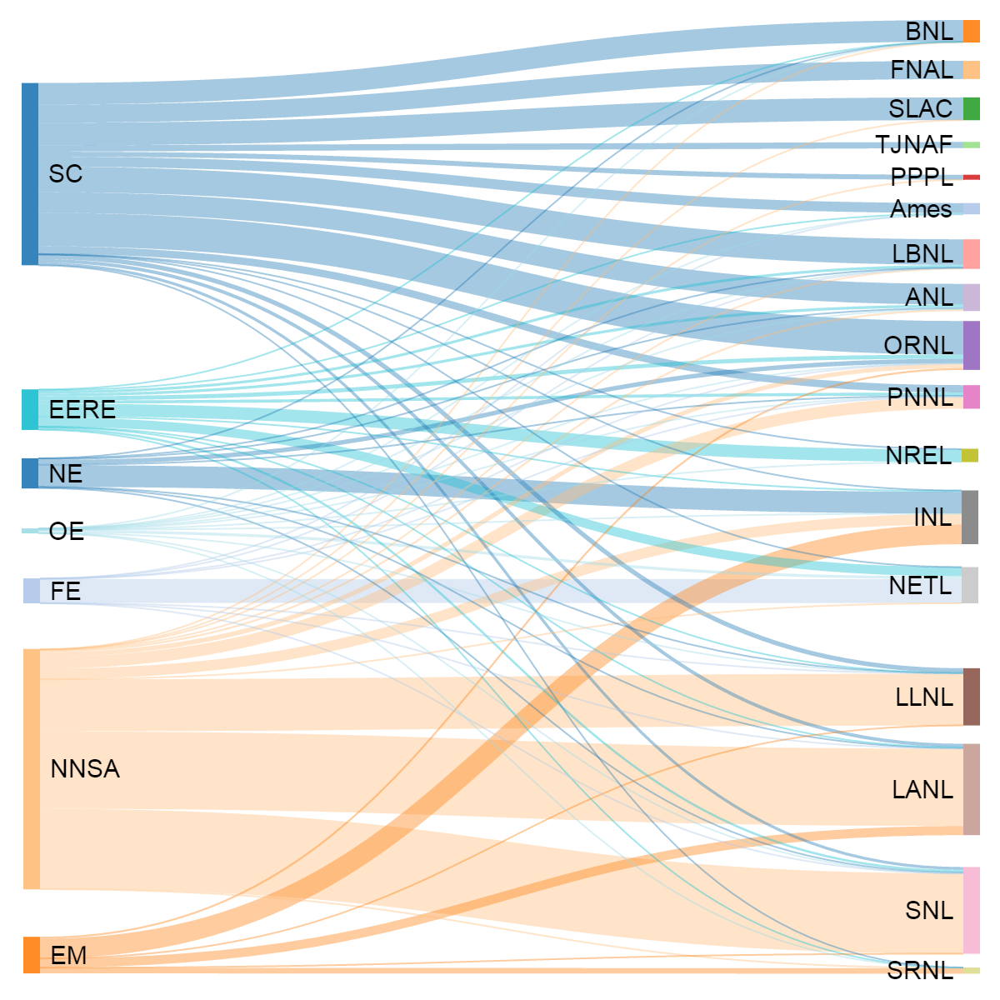 SC
EERE
NE
OE
FE
NNSA
EM
BNL
FNAL
SLAC
TJNAF
PPPL
Ames
LBNL
ANL
ORNL
PNNL
NREL
INL
NETL
LLNL
LANL
SNL
SRNL